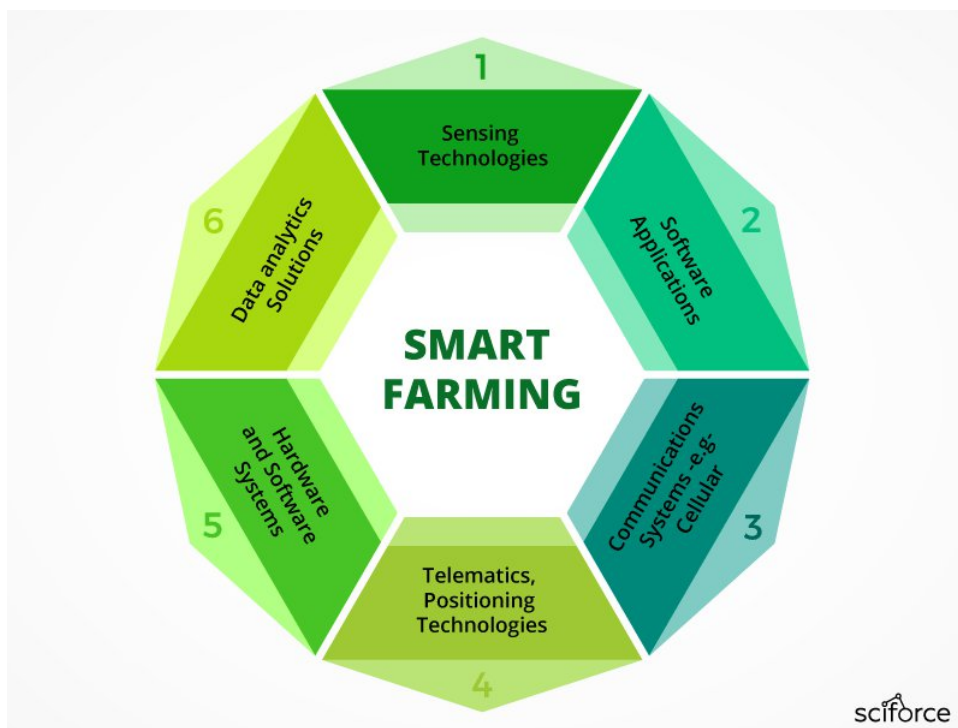 1
Sensing
Technologies
2
Software
Applications
3
Communications
Systems -e.g-
Cellular
4
Telematics,
Positioning
Technologies
5
Hardware
and Software
Systems
6
Data analytics
Solutions
SMART
FARMING
sciforce